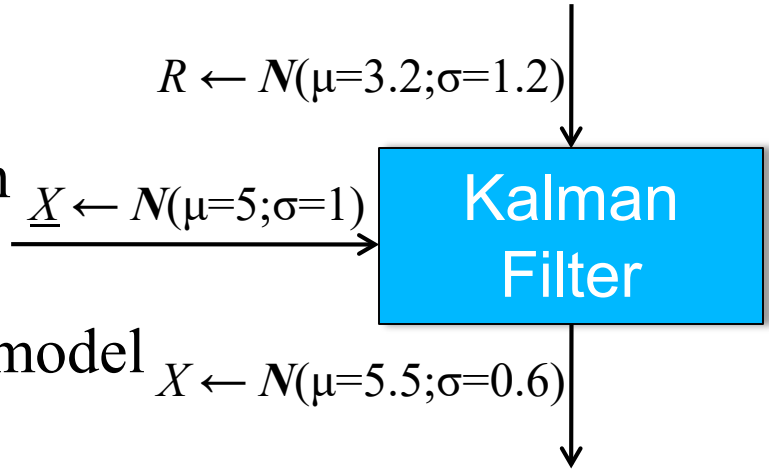 R ← N(μ=3.2;σ=1.2)
X ← N(μ=5;σ=1)
Kalman
Filter
model
X ← N(μ=5.5;σ=0.6)